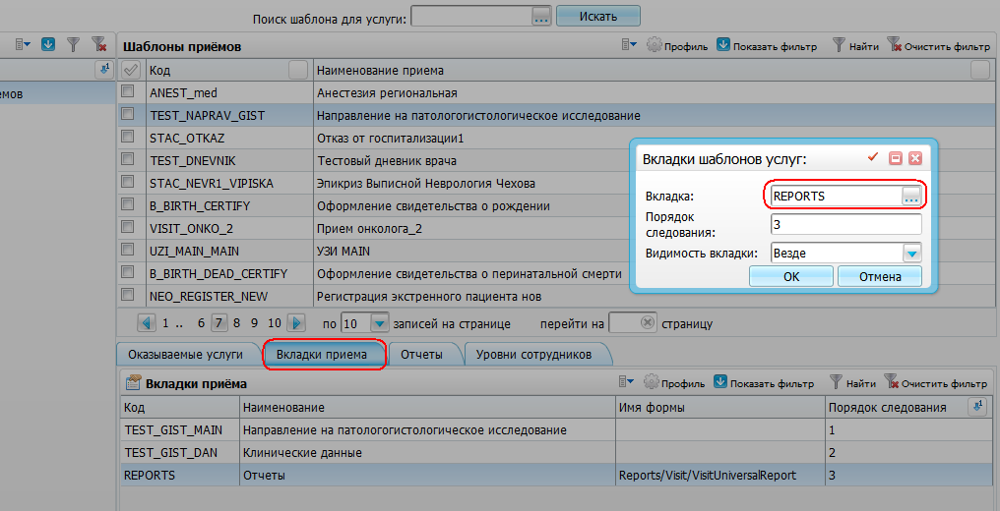 Поиск шаблона для услуги: ... Искать
Шаблоны приёмов Профиль Показать фильтр Найти Очистить фильтр
Код Наименование приема
емов
ANEST_med Анестезия региональная
TEST_NAPRAV_GIST Направление на патологогистологическое исследование
STAC_OTKAZ Отказ от госпитализации1
TEST_DNEVNIK Тестовый дневник врача
STAC_NEVR1_VIPISKA Эпикриз Выписной Неврология Чехова
B_BIRTH_CERTIFY Оформление свидетельства о рождении
VISIT_ONKO_2 Прием онколога_2
UZI_MAIN_MAIN УЗИ MAIN
B_BIRTH_DEAD_CERTIFY Оформление свидетельства о перинатальной смерти
NEO_REGISTER_NEW Регистрация экстренного пациента нов
Вкладки шаблонов услуг:
Вкладка: REPORTS ...
Порядок
следования: 3
Видимость вкладки: Везде
ОК Отмена
1 .. 6 7 8 9 10 по 10 записей на странице перейти на страницу
Оказываемые услуги Вкладки приема Отчеты Уровни сотрудников
Вкладки приёма Профиль Показать фильтр Найти Очистить фильтр
Код Наименование Имя формы Порядок следования
TEST_GIST_MAIN Направление на патологогистологическое исследование 1
TEST_GIST_DAN Клинические данные 2
REPORTS Отчеты Reports/Visit/VisitUniversalReport 3